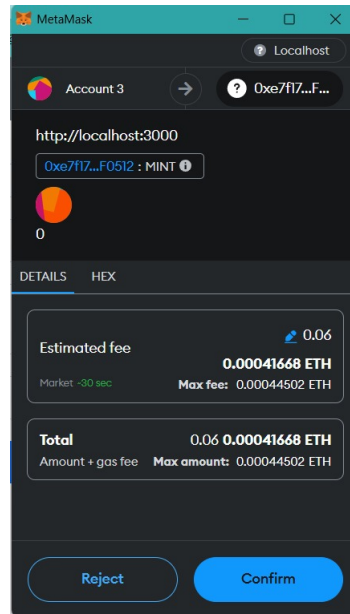 MetaMask
Localhost
Account 3
0xe7f17...F...
http://localhost:3000
0xe7f17...F0512 : MINT
0
DETAILS HEX
Estimated fee 0.06
0.00041668 ETH
Market ~30 sec Max fee: 0.00044502 ETH
Total 0.06 0.00041668 ETH
Amount + gas fee Max amount: 0.00044502 ETH
Reject Confirm